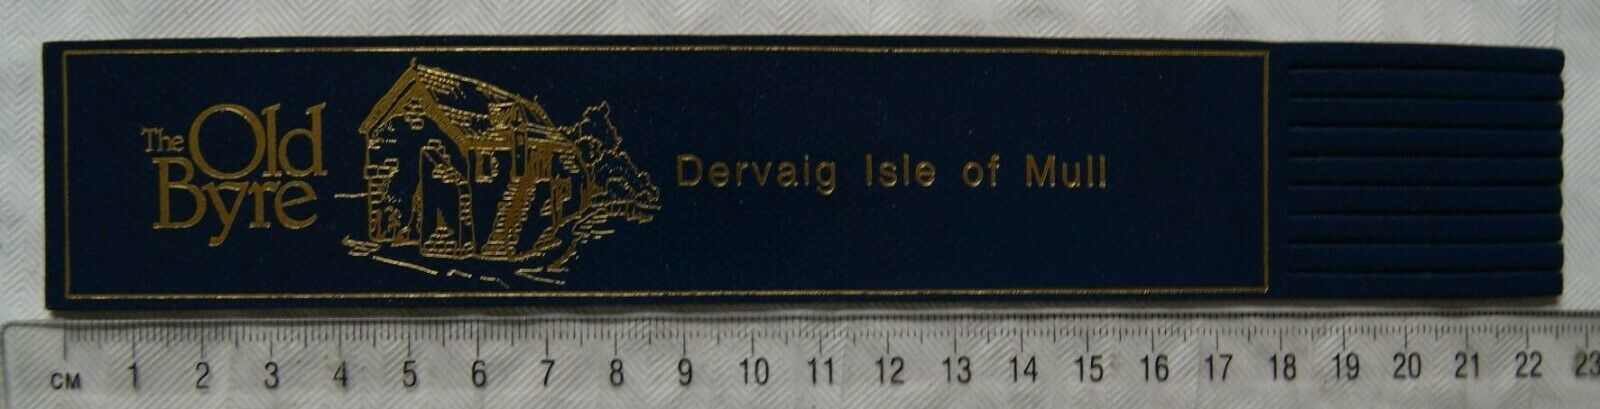 The Old
Byre
Dervaig Isle of Mull
CM 1 2 3 4 5 6 7 8 9 10 11 12 13 14 15 16 17 18 19 20 21 22 23